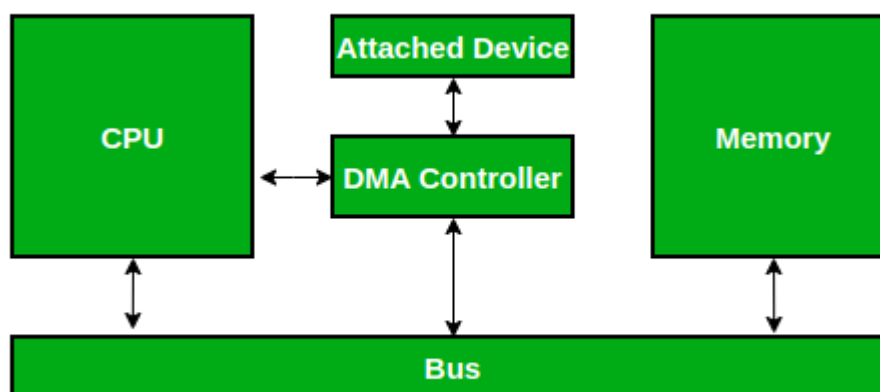 Attached Device
CPU
DMA Controller
Memory
Bus